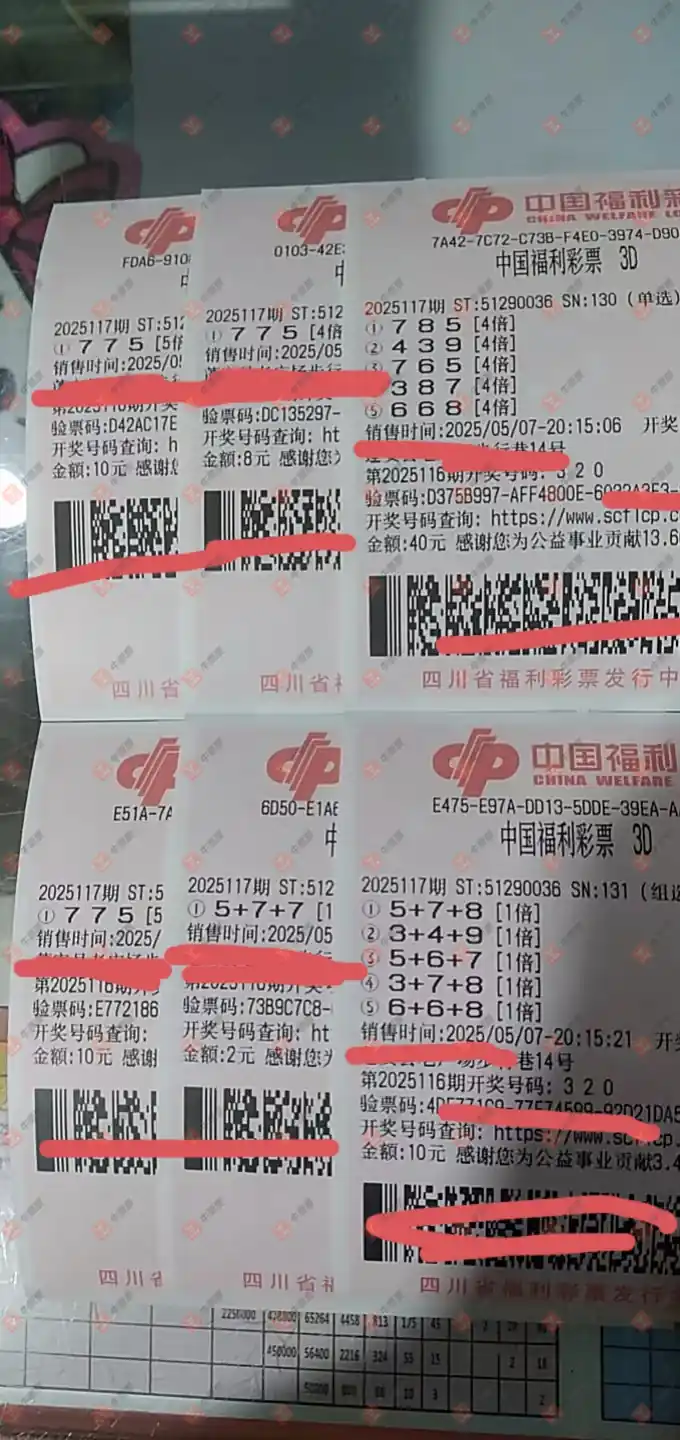 FDA6-910
2025117期 ST:512
① 7 7 5 [5倍
销售时间:2025/05
验票码:D42AC17E
开奖号码查询: h
金额:10元 感谢您
四川省
0103-42E
中
2025117期 ST:512
① 7 7 5 [4倍
销售时间:2025/05
验票码:DC135297-
开奖号码查询: ht
金额:8元 感谢您为
四川省福
中国福利彩
CHINA WELFARE LO
7A42-7C72-C73B-F4E0-3974-D90
中国福利彩票 3D
2025117期 ST:51290036 SN:130 (单选)
① 7 8 5 [4倍]
② 4 3 9 [4倍]
③ 7 6 5 [4倍]
3 8 7 [4倍]
⑤ 6 6 8 [4倍]
销售时间:2025/05/07-20:15:06 开奖
巷14号
第2025116期开奖号码: 3 2 0
验票码:D375B997-AFF4800E-6
开奖号码查询: https://www.scflcp.c
金额:40元 感谢您为公益事业贡献13.6
四川省福利彩票发行中
E51A-7A
2025117期 ST:5
① 7 7 5 [5
销售时间:2025/
验票码:E772186
开奖号码查询:
金额:10元 感谢
四川省
6D50-E1A6
中
2025117期 ST:512
① 5+7+7 [1
销售时间:2025/05
验票码:73B9C7C8-
开奖号码查询: ht
金额:2元 感谢您为
四川省福
中国福利
CHINA WELFARE
E475-E97A-DD13-5DDE-39EA-A
中国福利彩票 3D
2025117期 ST:51290036 SN:131 (组选
① 5+7+8 [1倍]
② 3+4+9 [1倍]
③ 5+6+7 [1倍]
④ 3+7+8 [1倍]
⑤ 6+6+8 [1倍]
销售时间:2025/05/07-20:15:21 开奖
巷14号
第2025116期开奖号码: 3 2 0
验票码:
开奖号码查询: https://www.scflcp.
金额:10元 感谢您为公益事业贡献3.4
四川省福利彩票发行
65264 4458 813 175 45
450000 56400 2216 324 55 15 2 18